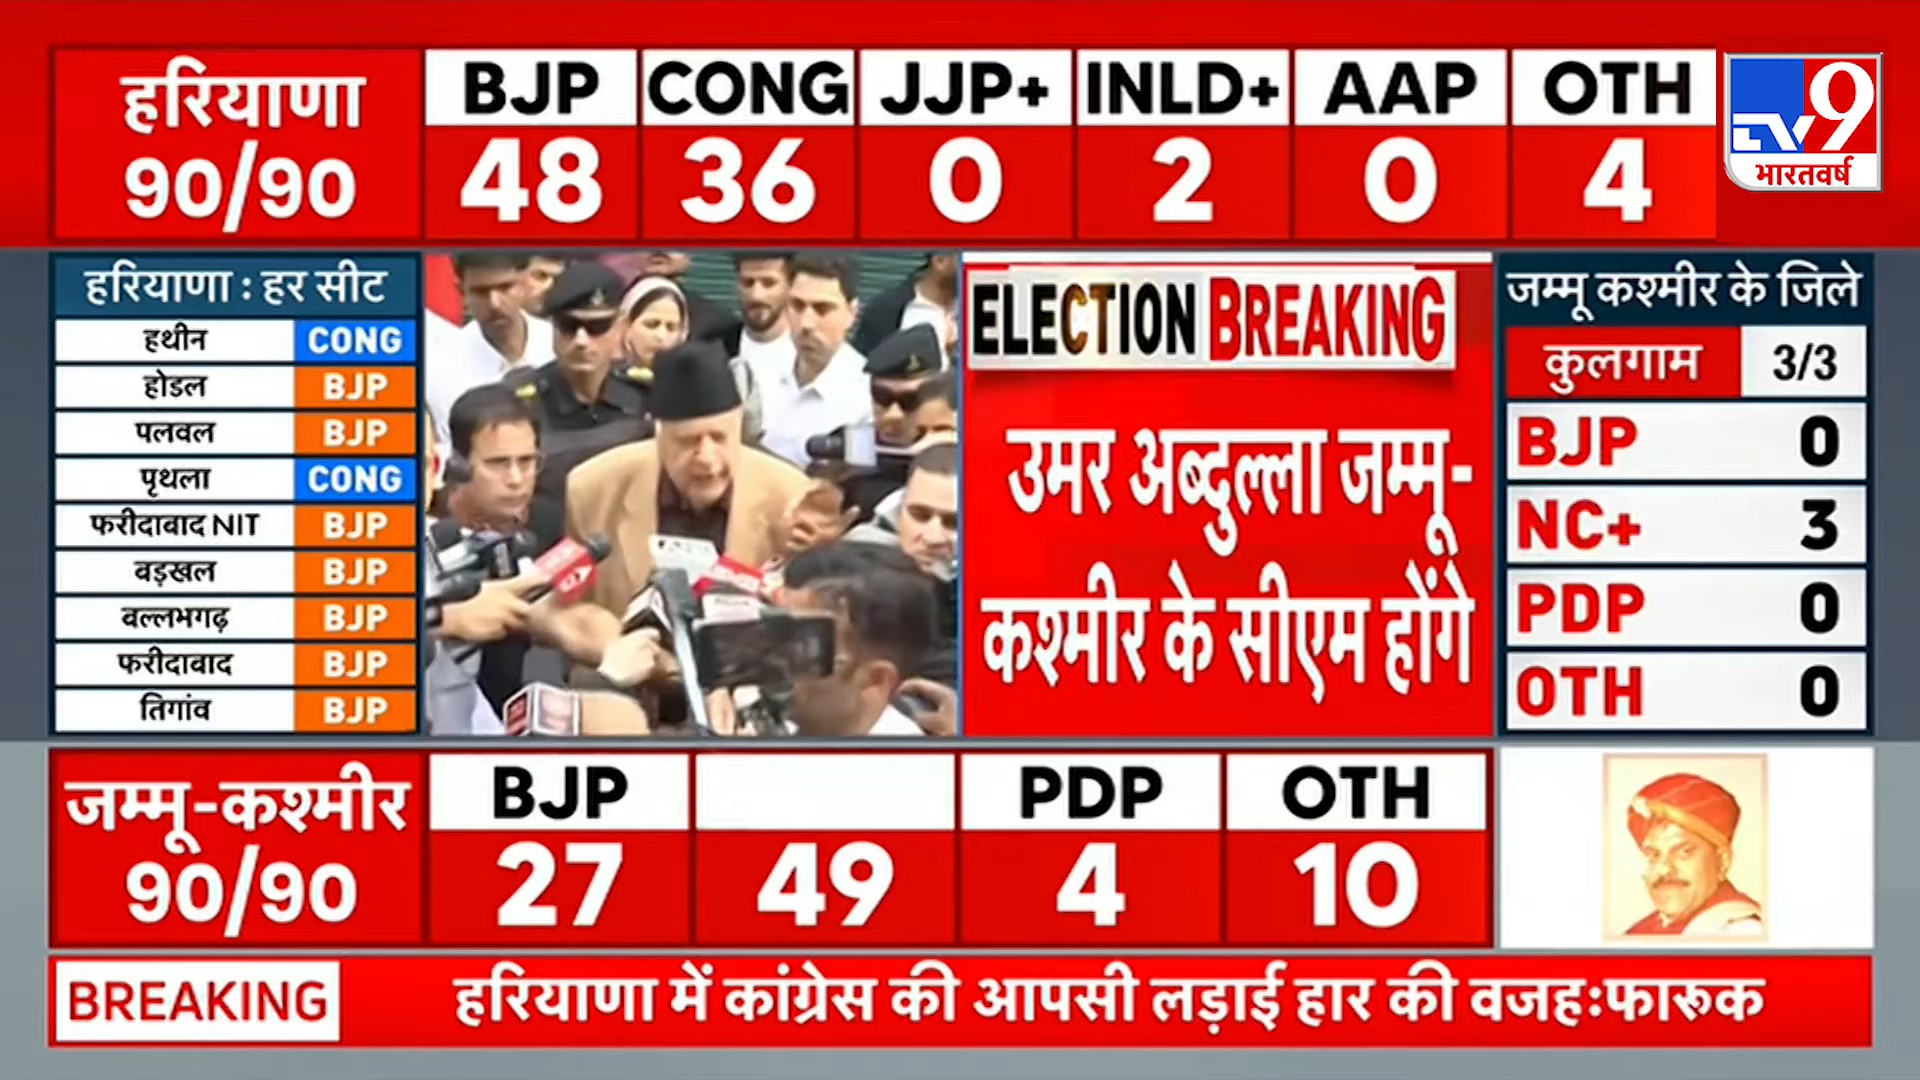 हरियाणा
90/90
BJP CONG JJP+ INLD+ AAP OTH
48 36 0 2 0 4
TV9
भारतवर्ष
हरियाणा : हर सीट
हथीन CONG
होडल BJP
पलवल BJP
पृथला CONG
फरीदाबाद NIT BJP
बड़खल BJP
बल्लभगढ़ BJP
फरीदाबाद BJP
तिगांव BJP
ELECTION BREAKING
उमर अब्दुल्ला जम्मू-
कश्मीर के सीएम होंगे
जम्मू कश्मीर के जिले
कुलगाम 3/3
BJP 0
NC+ 3
PDP 0
OTH 0
जम्मू-कश्मीर
90/90
BJP PDP OTH
27 49 4 10
BREAKING हरियाणा में कांग्रेस की आपसी लड़ाई हार की वजह:फारूक